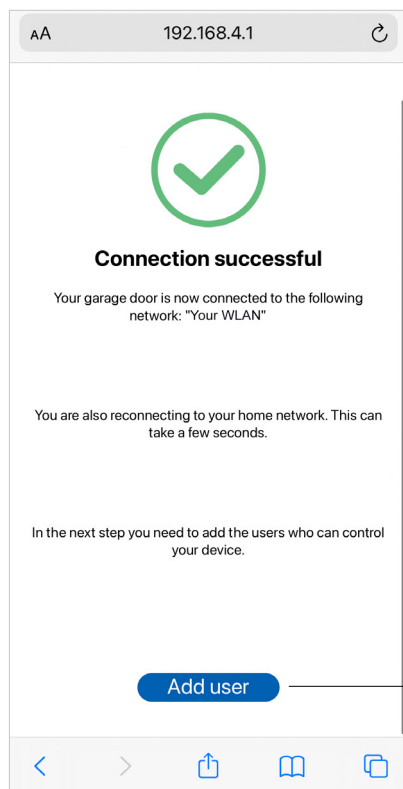 AA 192.168.4.1
Connection successful
Your garage door is now connected to the following
network: "Your WLAN"
You are also reconnecting to your home network. This can
take a few seconds.
In the next step you need to add the users who can control
your device.
Add user